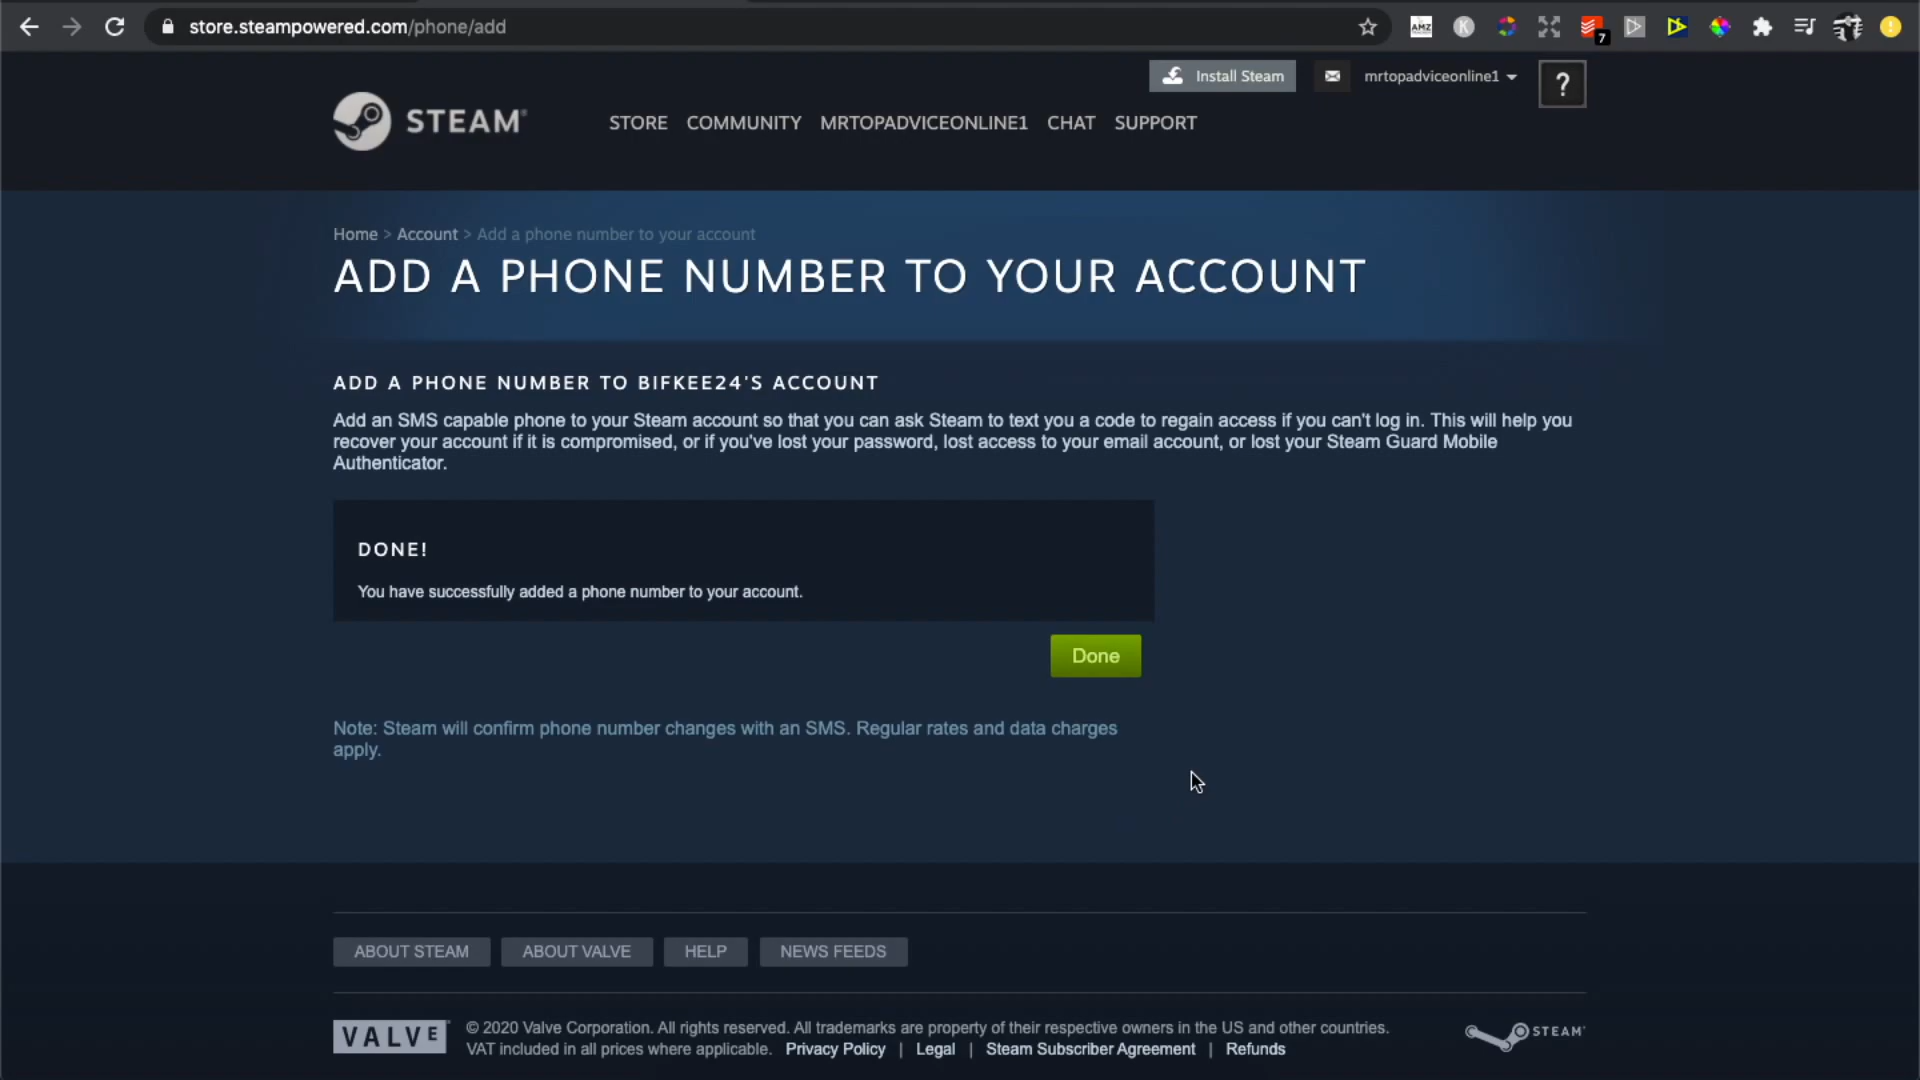 store.steampowered.com/phone/add
AMZ
K
7
Install Steam
mrtopadviceonline1
?
STEAM®
STORE COMMUNITY MRTOPADVICEONLINE1 CHAT SUPPORT
Home > Account > Add a phone number to your account
ADD A PHONE NUMBER TO YOUR ACCOUNT
ADD A PHONE NUMBER TO BIFKEE24'S ACCOUNT
Add an SMS capable phone to your Steam account so that you can ask Steam to text you a code to regain access if you can't log in. This will help you
recover your account if it is compromised, or if you've lost your password, lost access to your email account, or lost your Steam Guard Mobile
Authenticator.
DONE!
You have successfully added a phone number to your account.
Done
Note: Steam will confirm phone number changes with an SMS. Regular rates and data charges
apply.
ABOUT STEAM ABOUT VALVE HELP NEWS FEEDS
VALVE
© 2020 Valve Corporation. All rights reserved. All trademarks are property of their respective owners in the US and other countries.
VAT included in all prices where applicable. Privacy Policy | Legal | Steam Subscriber Agreement | Refunds
STEAM